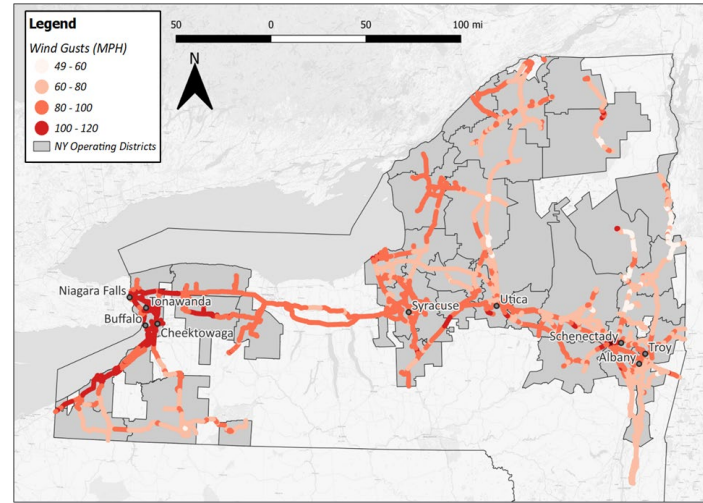 Legend
Wind Gusts (MPH)
49 - 60
60 - 80
80 - 100
100 - 120
NY Operating Districts
50 0 50 100 mi
N
Niagara Falls
Tonawanda
Buffalo
Cheektowaga
Syracuse
Utica
Schenectady
Troy
Albany